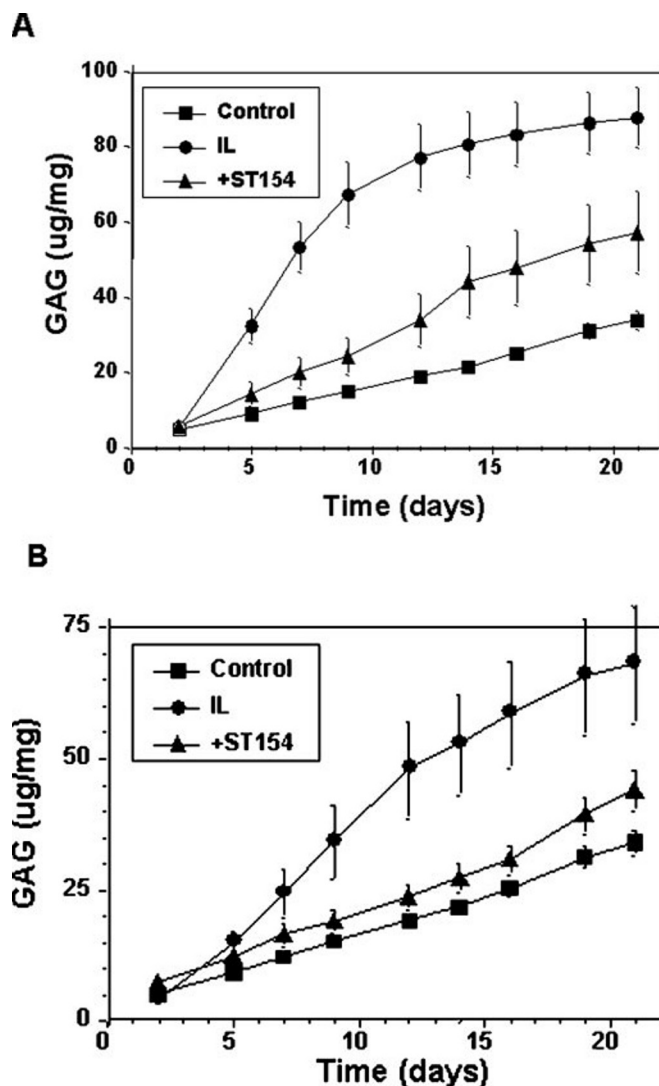 A
100
80
60
40
20
0
GAG (ug/mg)
Control
IL
+ST154
0 5 10 15 20
Time (days)
B
75
50
25
0
GAG (ug/mg)
Control
IL
+ST154
0 5 10 15 20
Time (days)